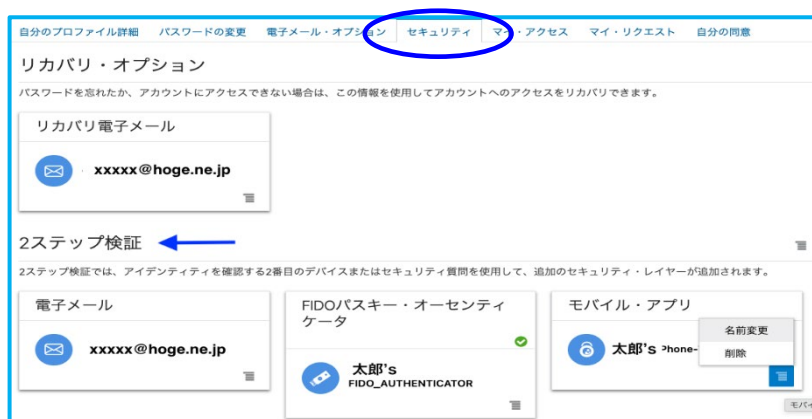 自分のプロファイル詳細 パスワードの変更 電子メール・オプション セキュリティ マイ・アクセス マイ・リクエスト 自分の同意
リカバリ・オプション
パスワードを忘れたか、アカウントにアクセスできない場合は、この情報を使用してアカウントへのアクセスをリカバリできます。
リカバリ電子メール
xxxxx@hoge.ne.jp
2ステップ検証
2ステップ検証では、アイデンティティを確認する2番目のデバイスまたはセキュリティ質問を使用して、追加のセキュリティ・レイヤーが追加されます。
電子メール
xxxxx@hoge.ne.jp
FIDOパスキー・オーセンティ
ケータ
太郎's
FIDO_AUTHENTICATOR
モバイル・アプリ
太郎's
名前変更
削除